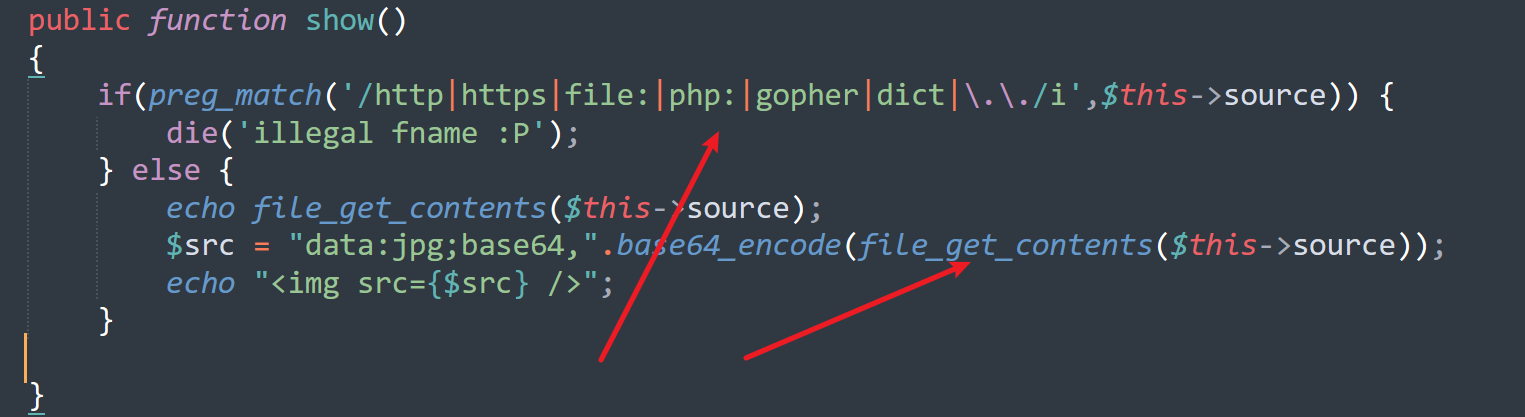 public function show()
{
if(preg_match('/http|https|file:|php:|gopher|dict|\.\./i',$this->source)) {
die('illegal fname :P');
} else {
echo file_get_contents($this->source);
$src = "data:jpg;base64,".base64_encode(file_get_contents($this->source));
echo "<img src={$src} />";
}
}